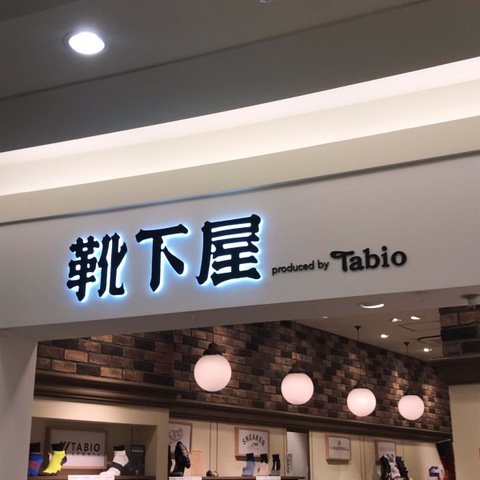 靴下屋 produced by Tabio
TABIO
SNEAKER